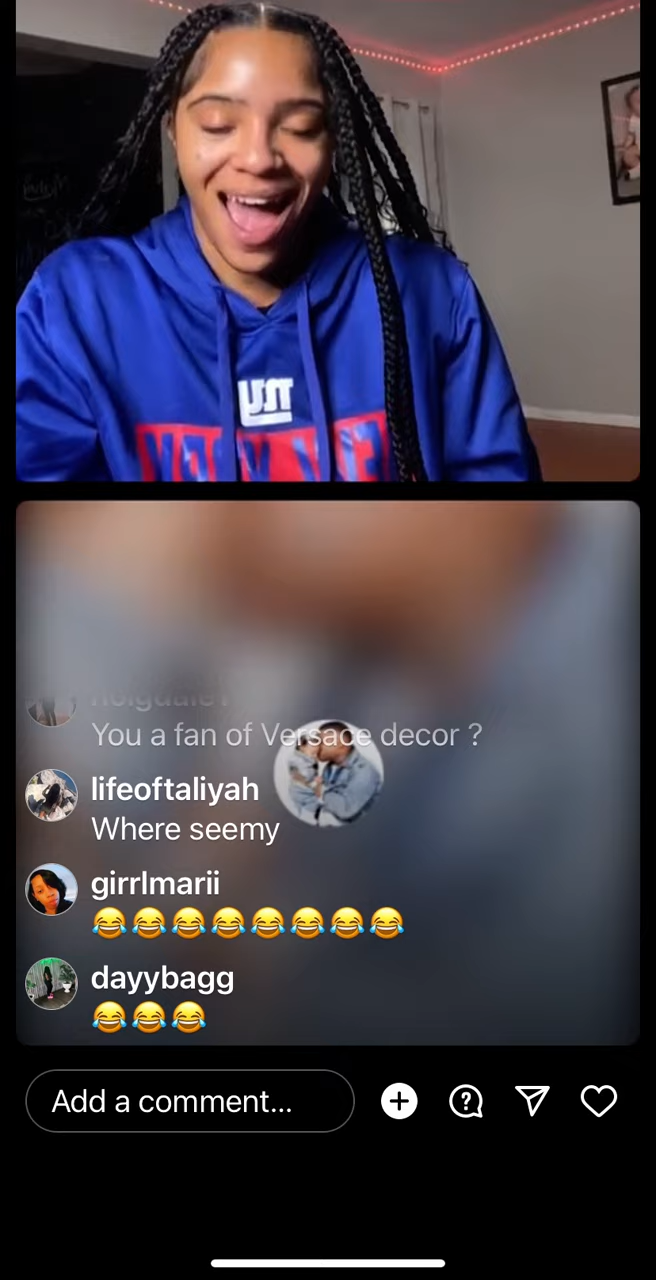 You a fan of Versace decor ?
lifeoftaliyah
Where seemy
girrlmarii
😂😂😂😂😂😂😂😂
dayybagg
😂😂😂
Add a comment...